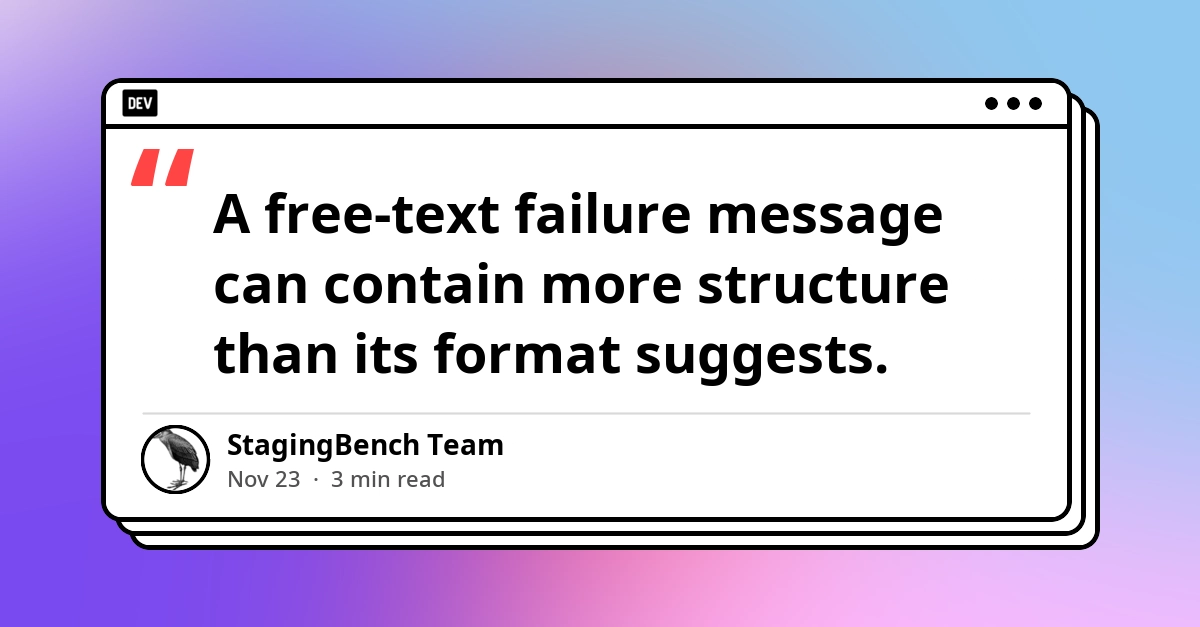 DEV
“
A free-text failure message
can contain more structure
than its format suggests.
StagingBench Team
Nov 23 · 3 min read